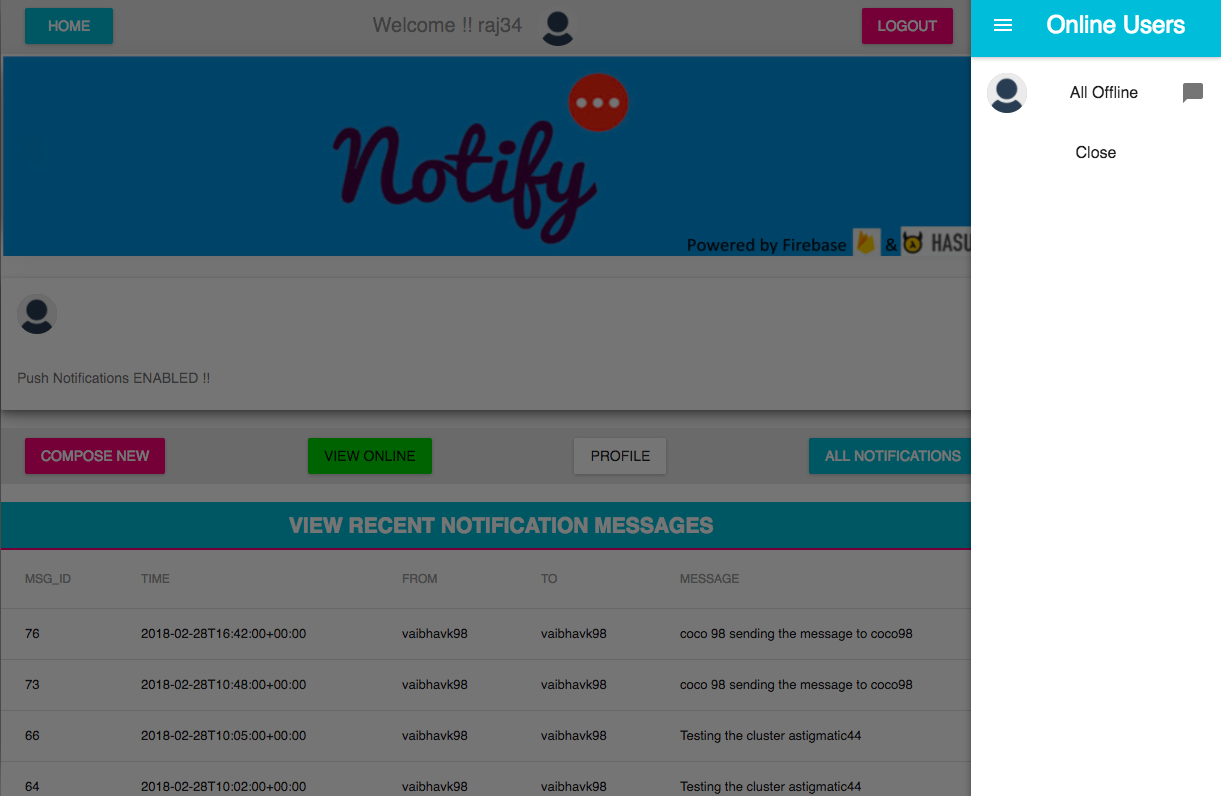 HOME
Welcome !! raj34
LOGOUT
Online Users
Notify
Powered by Firebase & HASU
All Offline
Close
Push Notifications ENABLED !!
COMPOSE NEW
VIEW ONLINE
PROFILE
ALL NOTIFICATIONS
VIEW RECENT NOTIFICATION MESSAGES
MSG_ID TIME FROM TO MESSAGE
76 2018-02-28T16:42:00+00:00 vaibhavk98 vaibhavk98 coco 98 sending the message to coco98
73 2018-02-28T10:48:00+00:00 vaibhavk98 vaibhavk98 coco 98 sending the message to coco98
66 2018-02-28T10:05:00+00:00 vaibhavk98 vaibhavk98 Testing the cluster astigmatic44
64 2018-02-28T10:02:00+00:00 vaibhavk98 vaibhavk98 Testing the cluster astigmatic44